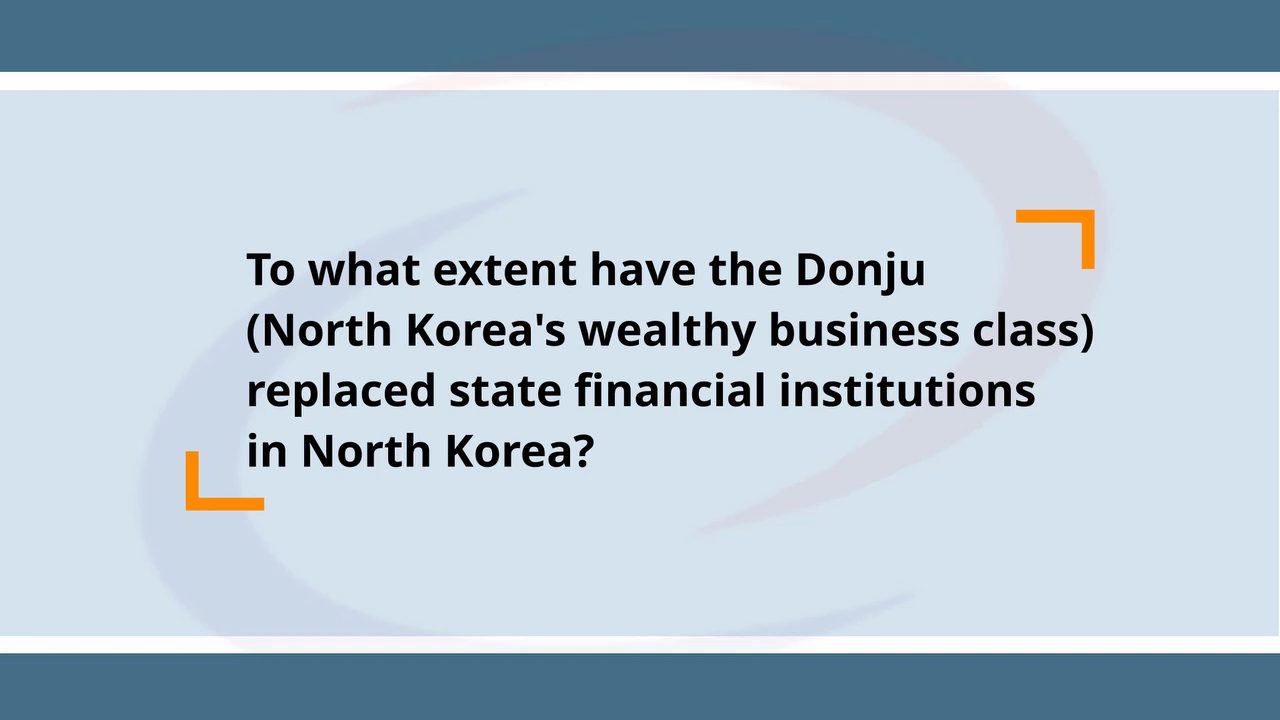 To what extent have the Donju
(North Korea's wealthy business class)
replaced state financial institutions
in North Korea?